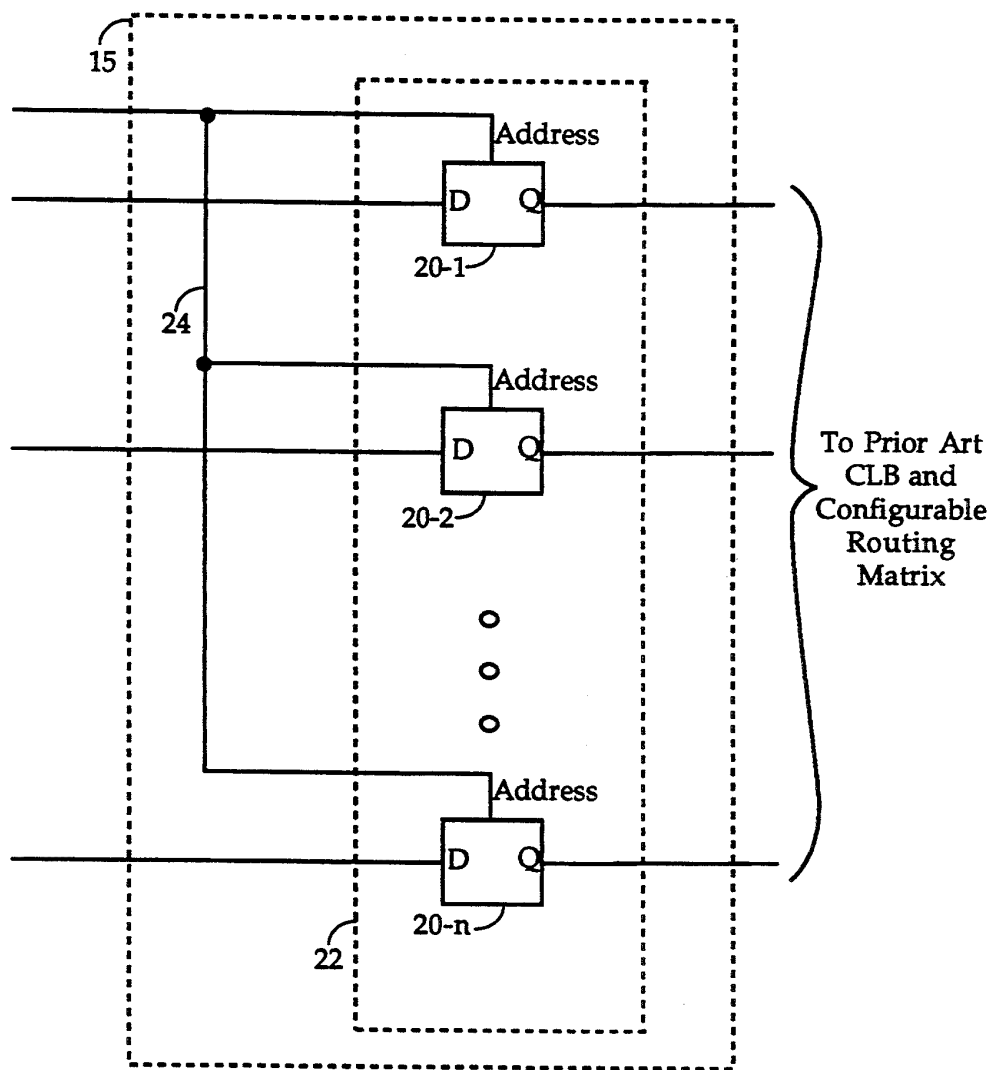 15
Address
D Q
20-1
24
Address
D Q
20-2
To Prior Art
CLB and
Configurable
Routing
Matrix
Address
D Q
20-n
22